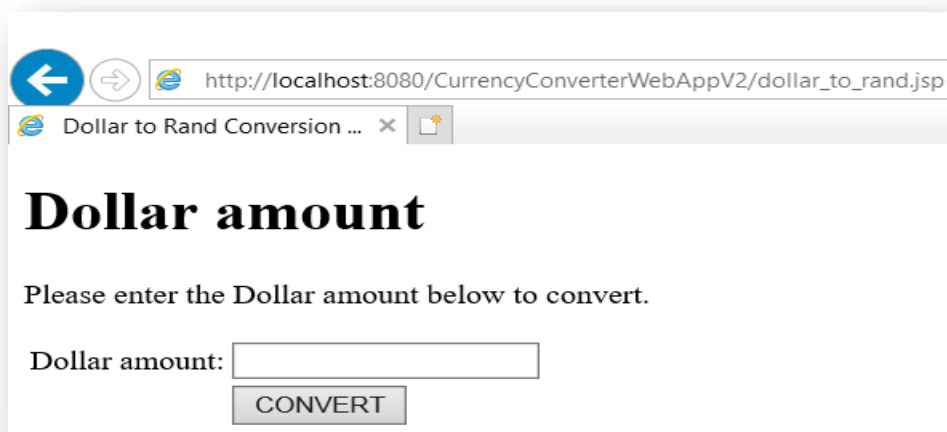 http://localhost:8080/CurrencyConverterWebAppV2/dollar_to_rand.jsp
Dollar to Rand Conversion ...
Dollar amount
Please enter the Dollar amount below to convert.
Dollar amount:
CONVERT